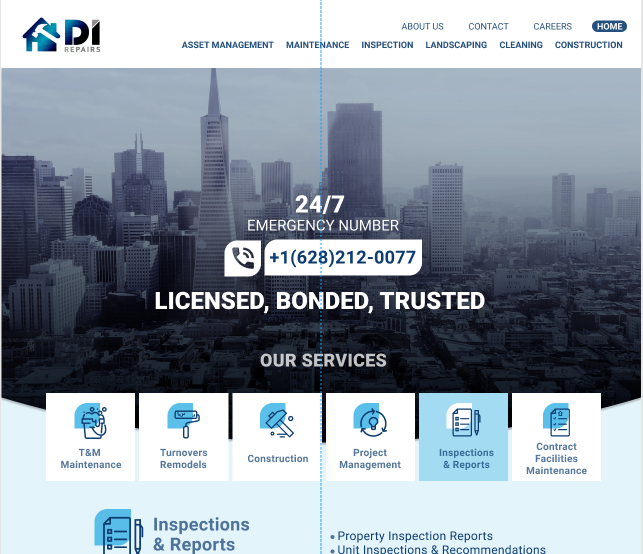 DI
REPAIRS
ABOUT US CONTACT CAREERS HOME
ASSET MANAGEMENT MAINTENANCE INSPECTION LANDSCAPING CLEANING CONSTRUCTION
24/7
EMERGENCY NUMBER
+1(628)212-0077
LICENSED, BONDED, TRUSTED
OUR SERVICES
T&M
Maintenance
Turnovers
Remodels
Construction
Project
Management
Inspections
& Reports
Contract
Facilities
Maintenance
Inspections
& Reports
• Property Inspection Reports
• Unit Inspections & Recommendations